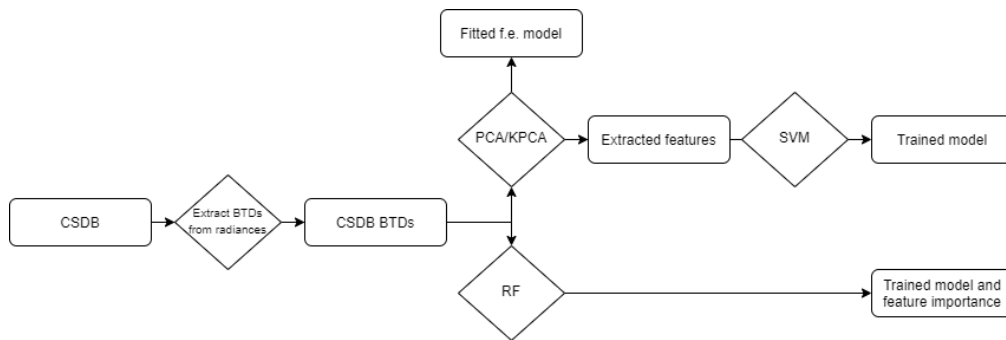 Fitted f.e. model
PCA/KPCA
Extracted features
SVM
Trained model
CSDB
Extract BTDs
from radiances
CSDB BTDs
RF
Trained model and
feature importance